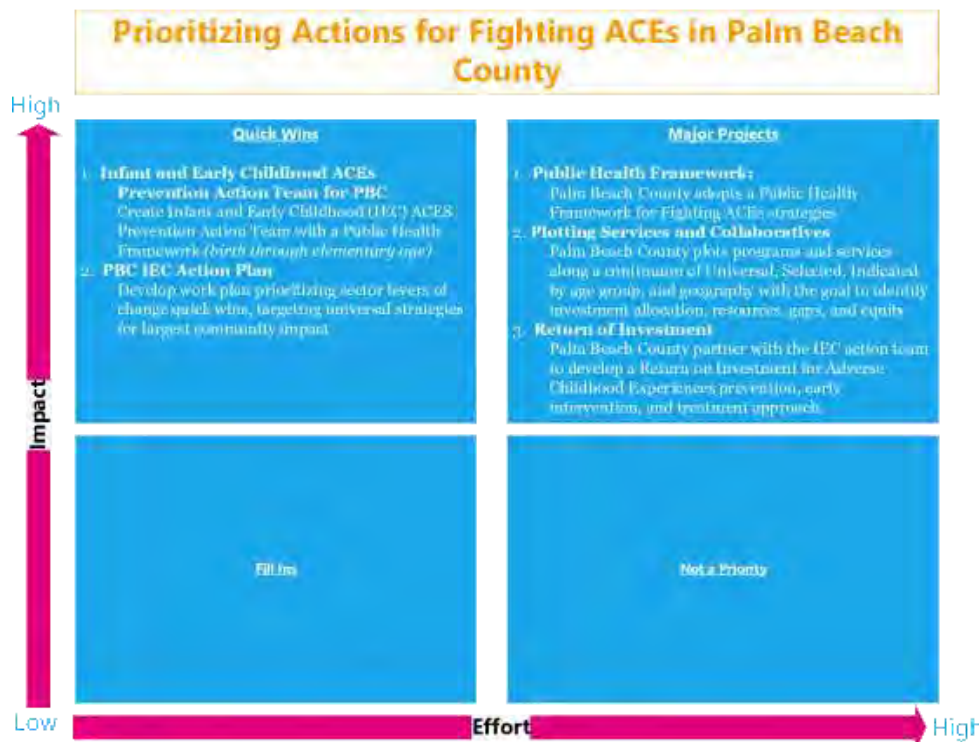 Prioritizing Actions for Fighting ACEs in Palm Beach
County
High
Quick Wins
1. Infant and Early Childhood ACEs
Prevention Action Team for PBC
Create Infant and Early Childhood (IEC) ACES
Prevention Action Team with a Public Health
Framework (birth through elementary age)
2. PBC IEC Action Plan
Develop work plan prioritizing sector levers of
change quick wins, targeting universal strategies
for largest community impact
Major Projects
1. Public Health Framework:
Palm Beach County adopts a Public Health
Framework for Fighting ACEs strategies
2. Plotting Services and Collaboratives
Palm Beach County plots programs and services
along a continuum of Universal, Selected, Indicated
by age group, and geography with the goal to identify
investment allocation, resources, gaps, and equity
3. Return of Investment
Palm Beach County partner with the IEC action team
to develop a Return on Investment for Adverse
Childhood Experiences prevention, early
intervention, and treatment approach.
Impact
Fill Ins
Not a Priority
Low
Effort
High